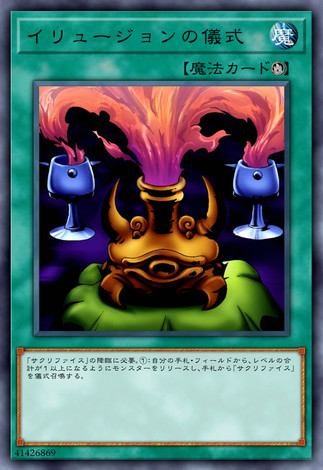 イリュージョンの儀式
魔
【魔法カード】
「サクリファイス」の降臨に必要。①：自分の手札・フィールドから、レベルの合
計が１以上になるようにモンスターをリリースし、手札から「サクリファイス」
を儀式召喚する。
41426869